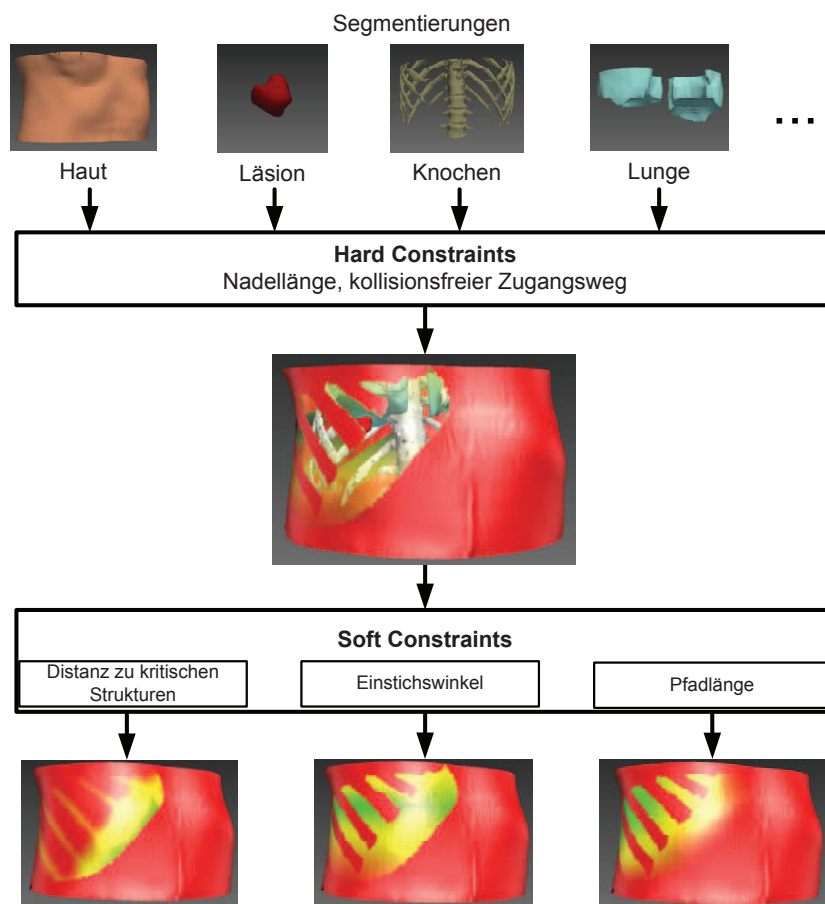 Segmentierungen
Haut
Läsion
Knochen
Lunge
...
Hard Constraints
Nadellänge, kollisionsfreier Zugangsweg
Soft Constraints
Distanz zu kritischen
Strukturen
Einstichswinkel
Pfadlänge